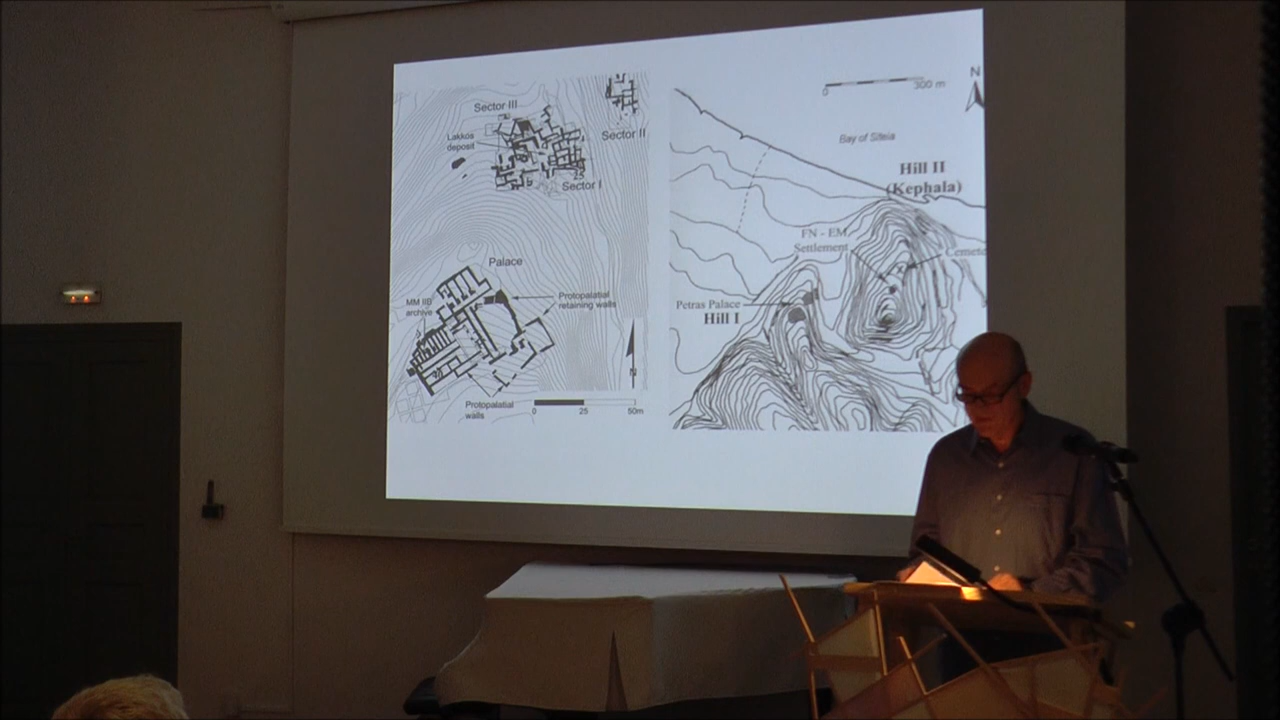 Sector III
Lakkos
deposit
Sector II
Sector I
Palace
MM IIB
archive
Protopalatial
retaining walls
N
Protopalatial
walls
0 25 50m
N
0 300 m
Bay of Siteia
Hill II
(Kephala)
FN - EM
Settlement
Cemete
Petras Palace
Hill I